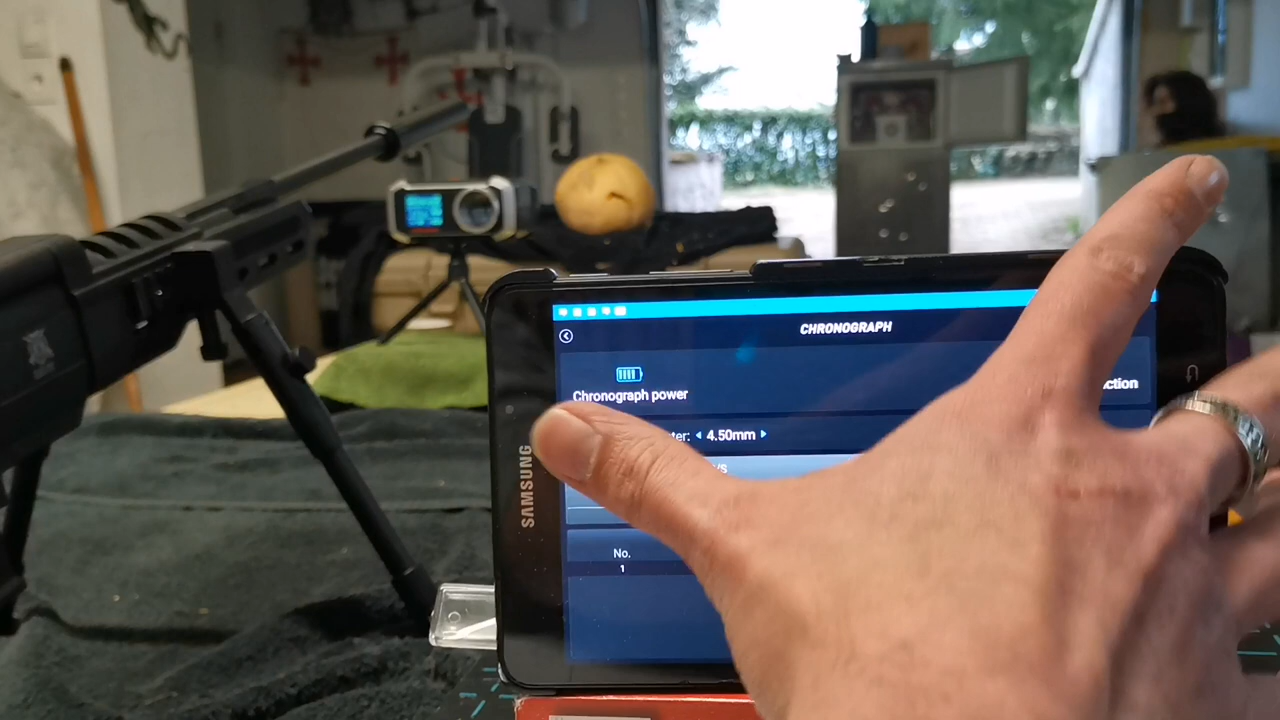 CHRONOGRAPH
Chronograph power
ction
ter: 4.50mm
/s
No.
1
SAMSUNG